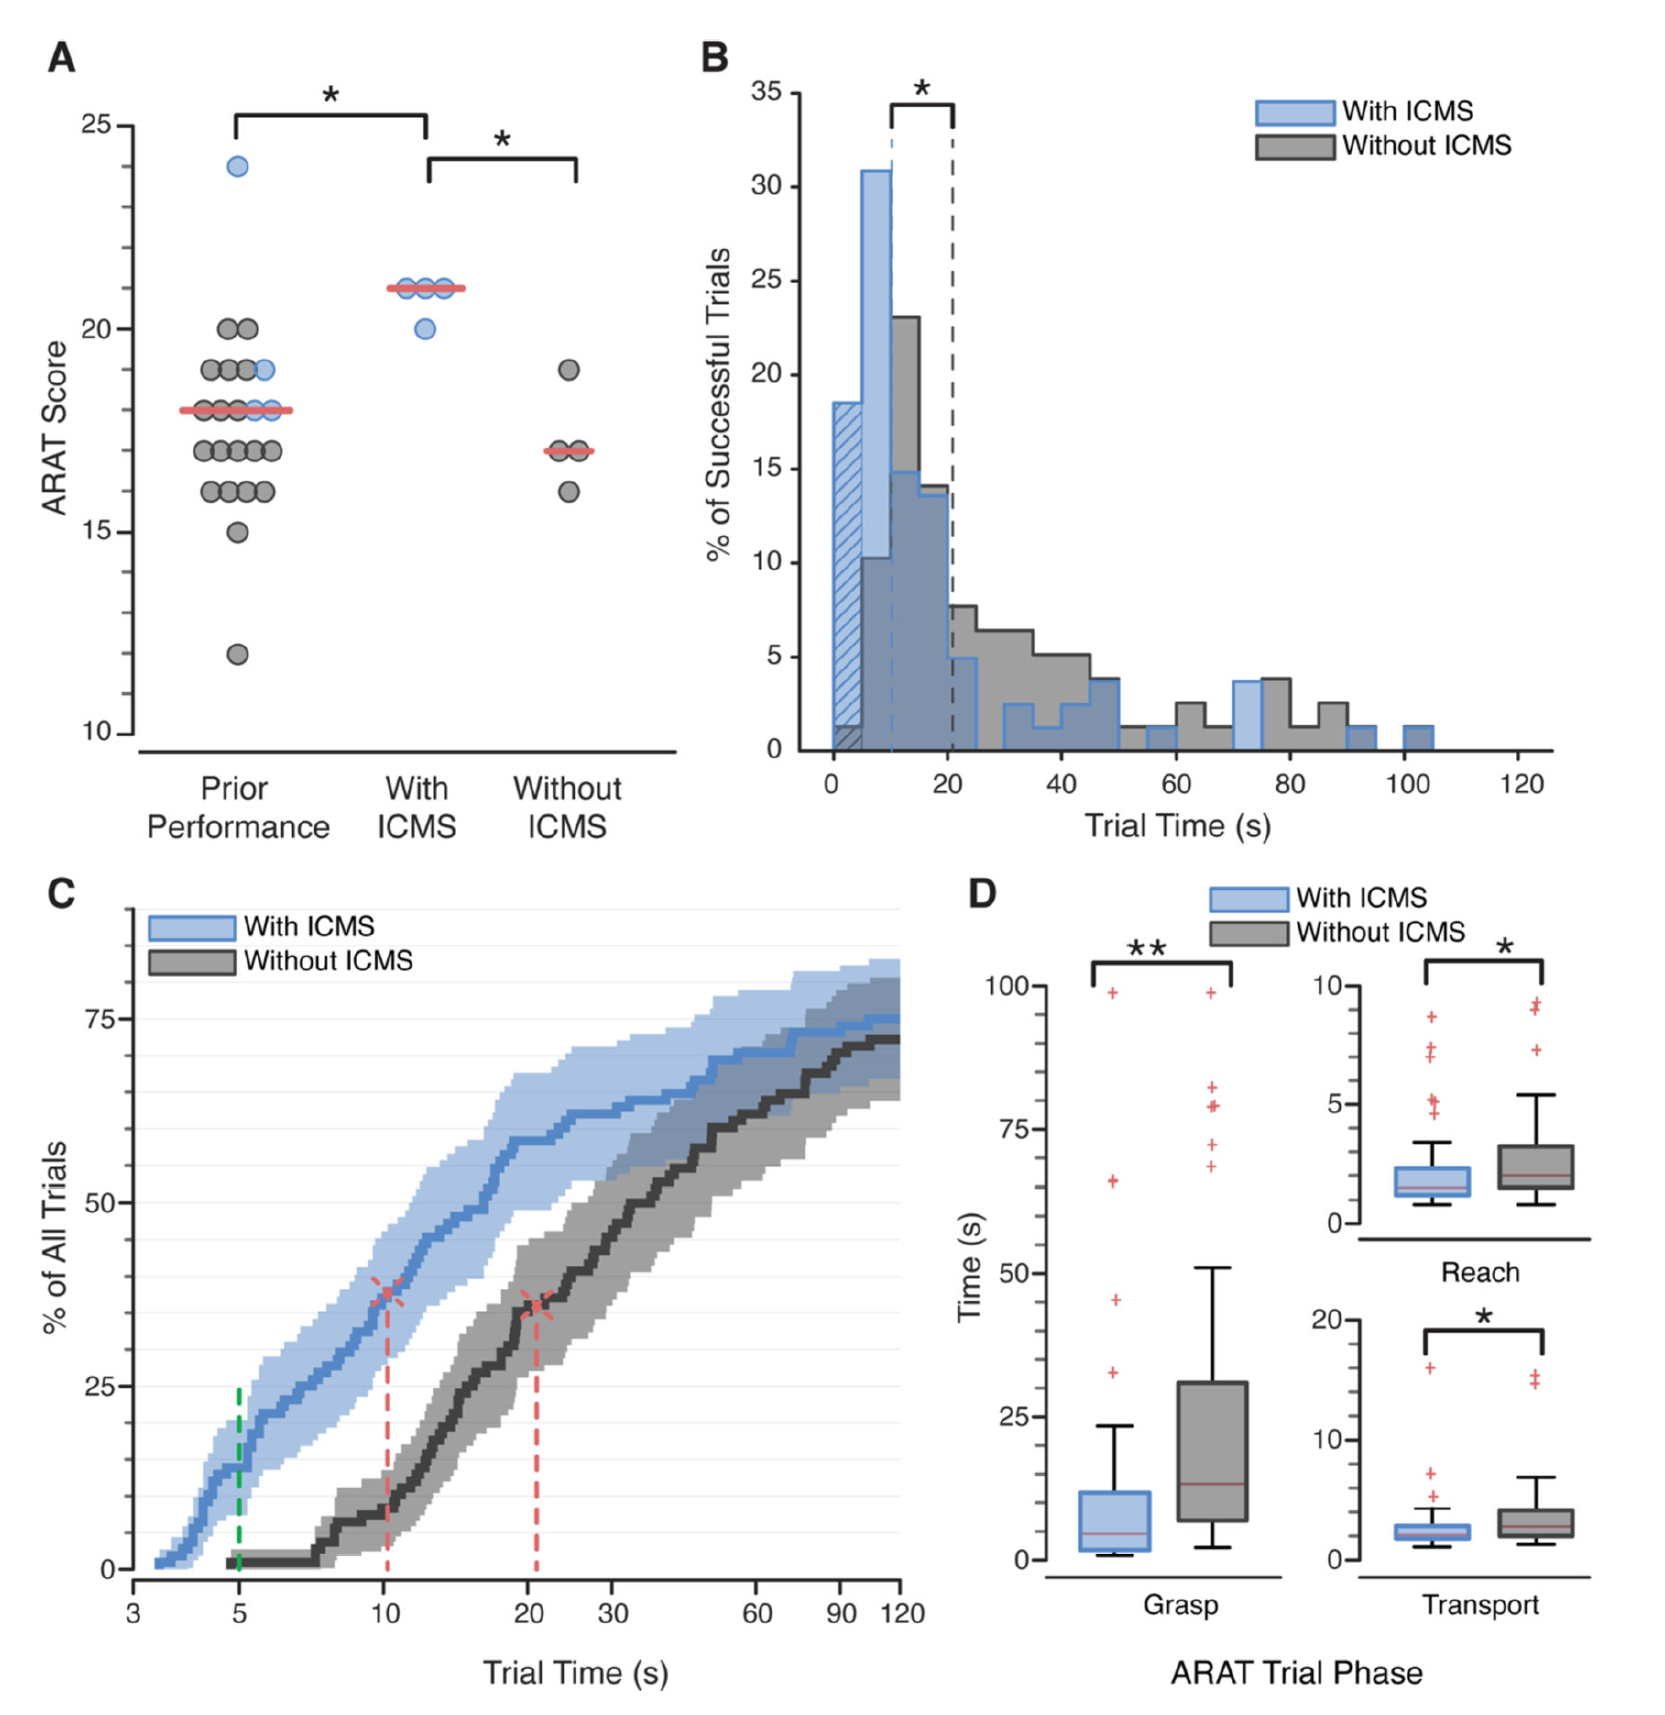 A
*
*
25
20
15
10
ARAT Score
Prior
Performance
With
ICMS
Without
ICMS
B
*
With ICMS
Without ICMS
35
30
25
20
15
10
5
0
% of Successful Trials
0 20 40 60 80 100 120
Trial Time (s)
C
With ICMS
Without ICMS
75
50
25
0
% of All Trials
3 5 10 20 30 60 90 120
Trial Time (s)
D
With ICMS
Without ICMS
**
100
75
50
25
0
Time (s)
Grasp
*
10
5
0
Reach
*
20
10
0
Transport
ARAT Trial Phase